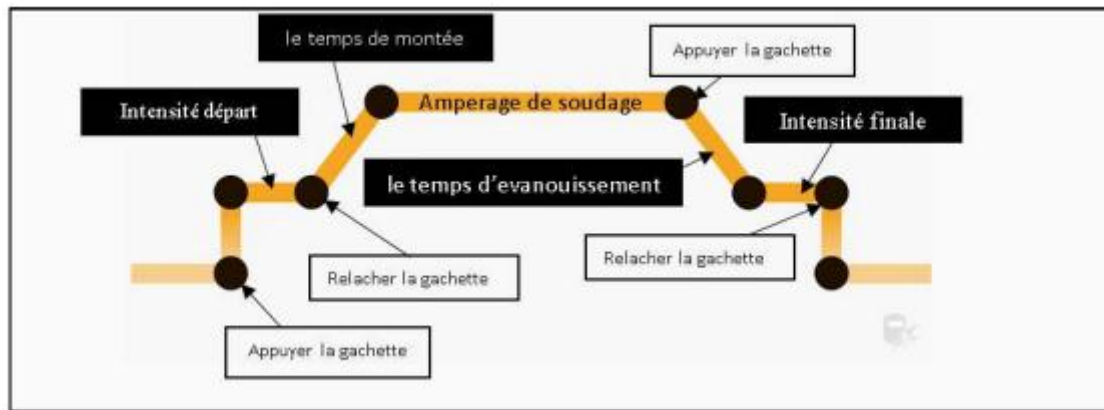 le temps de montée
Appuyer la gachette
Amperage de soudage
Intensité départ
Intensité finale
le temps d'evanouissement
Relacher la gachette
Relacher la gachette
Appuyer la gachette